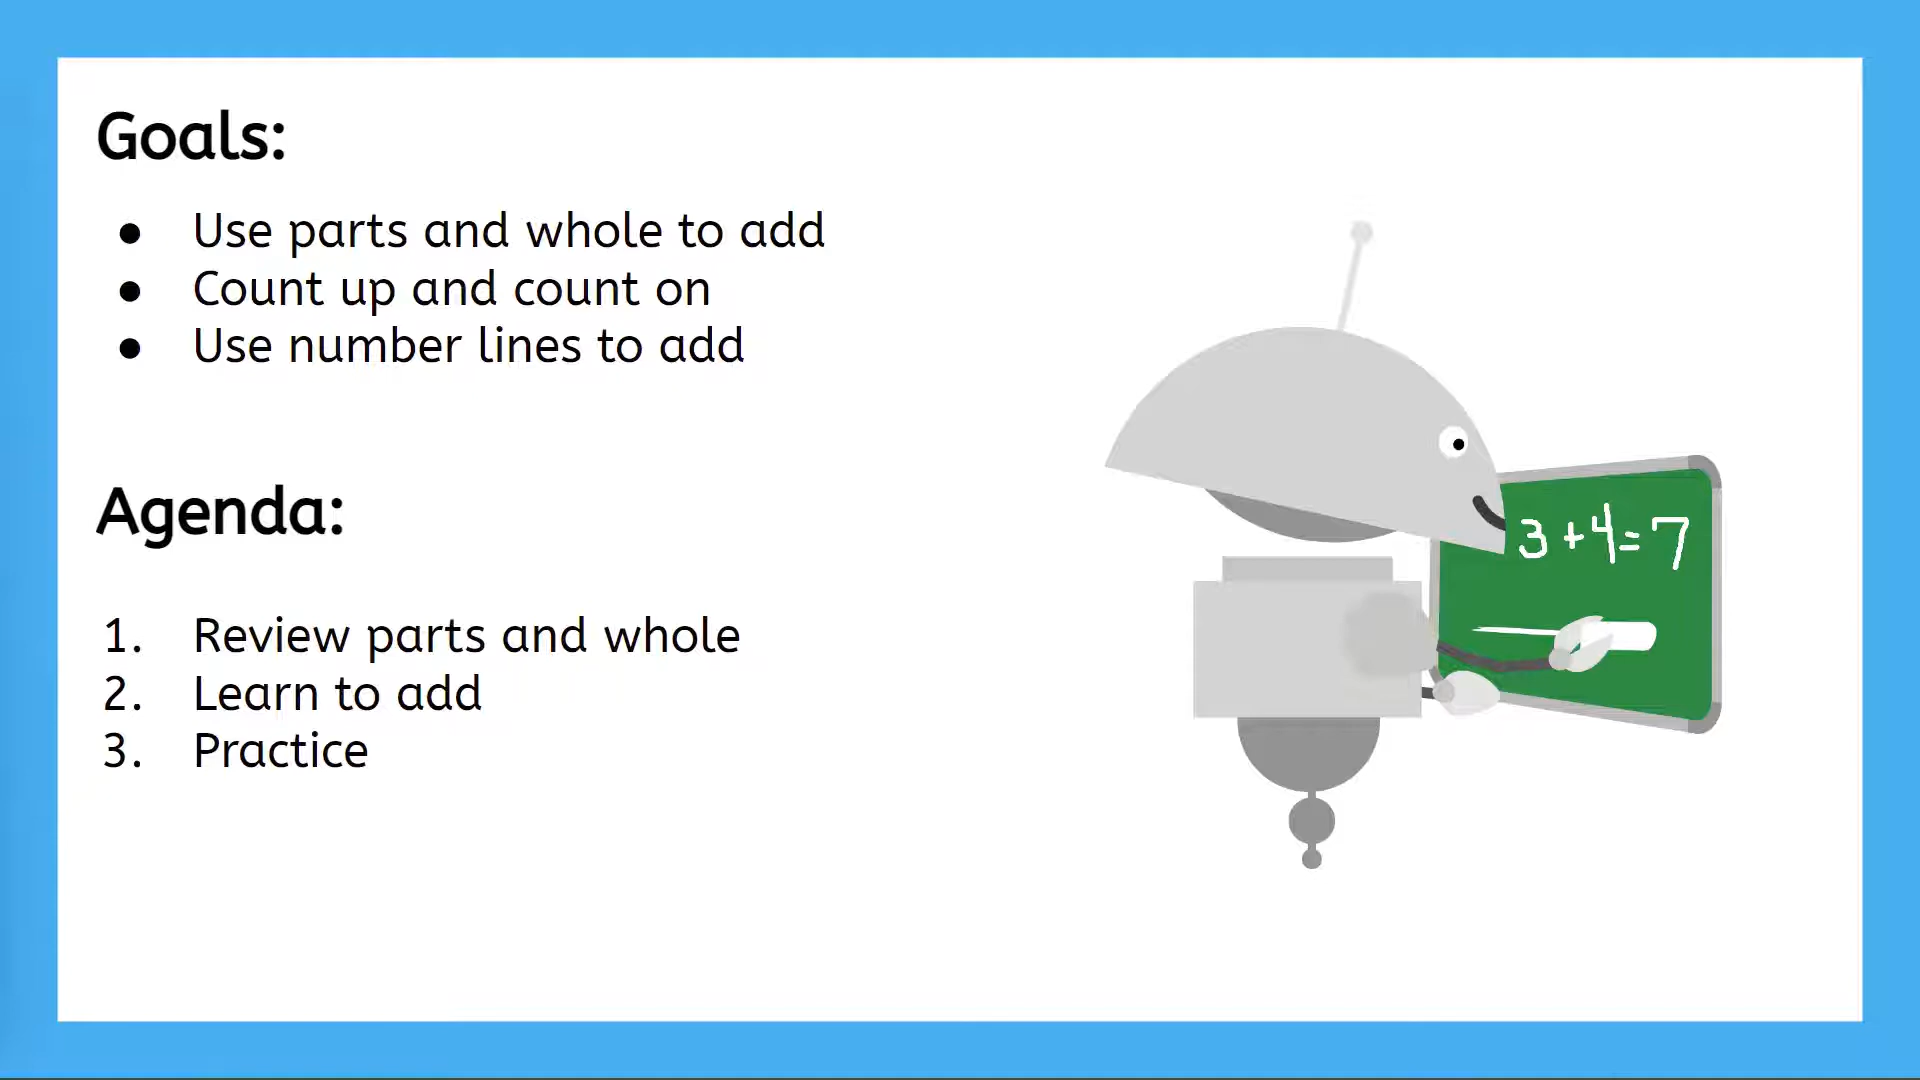 Goals:
● Use parts and whole to add
● Count up and count on
● Use number lines to add
Agenda:
1. Review parts and whole
2. Learn to add
3. Practice
3+4=7